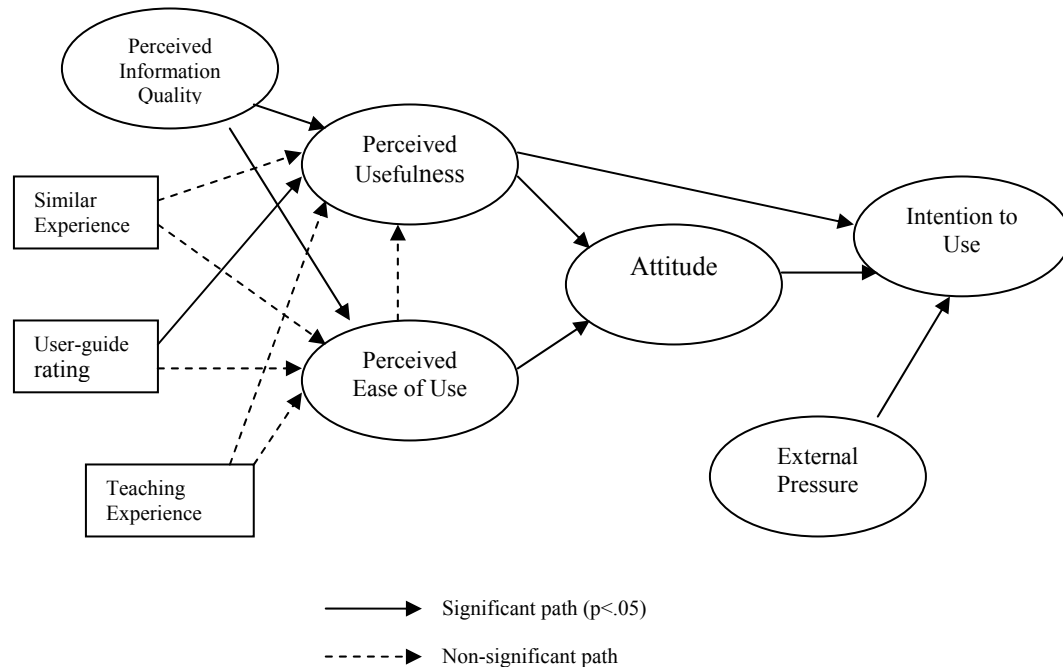 Perceived
Information
Quality
Perceived
Usefulness
Similar
Experience
Intention to
Use
Attitude
User-guide
rating
Perceived
Ease of Use
External
Pressure
Teaching
Experience
Significant path (p<.05)
Non-significant path